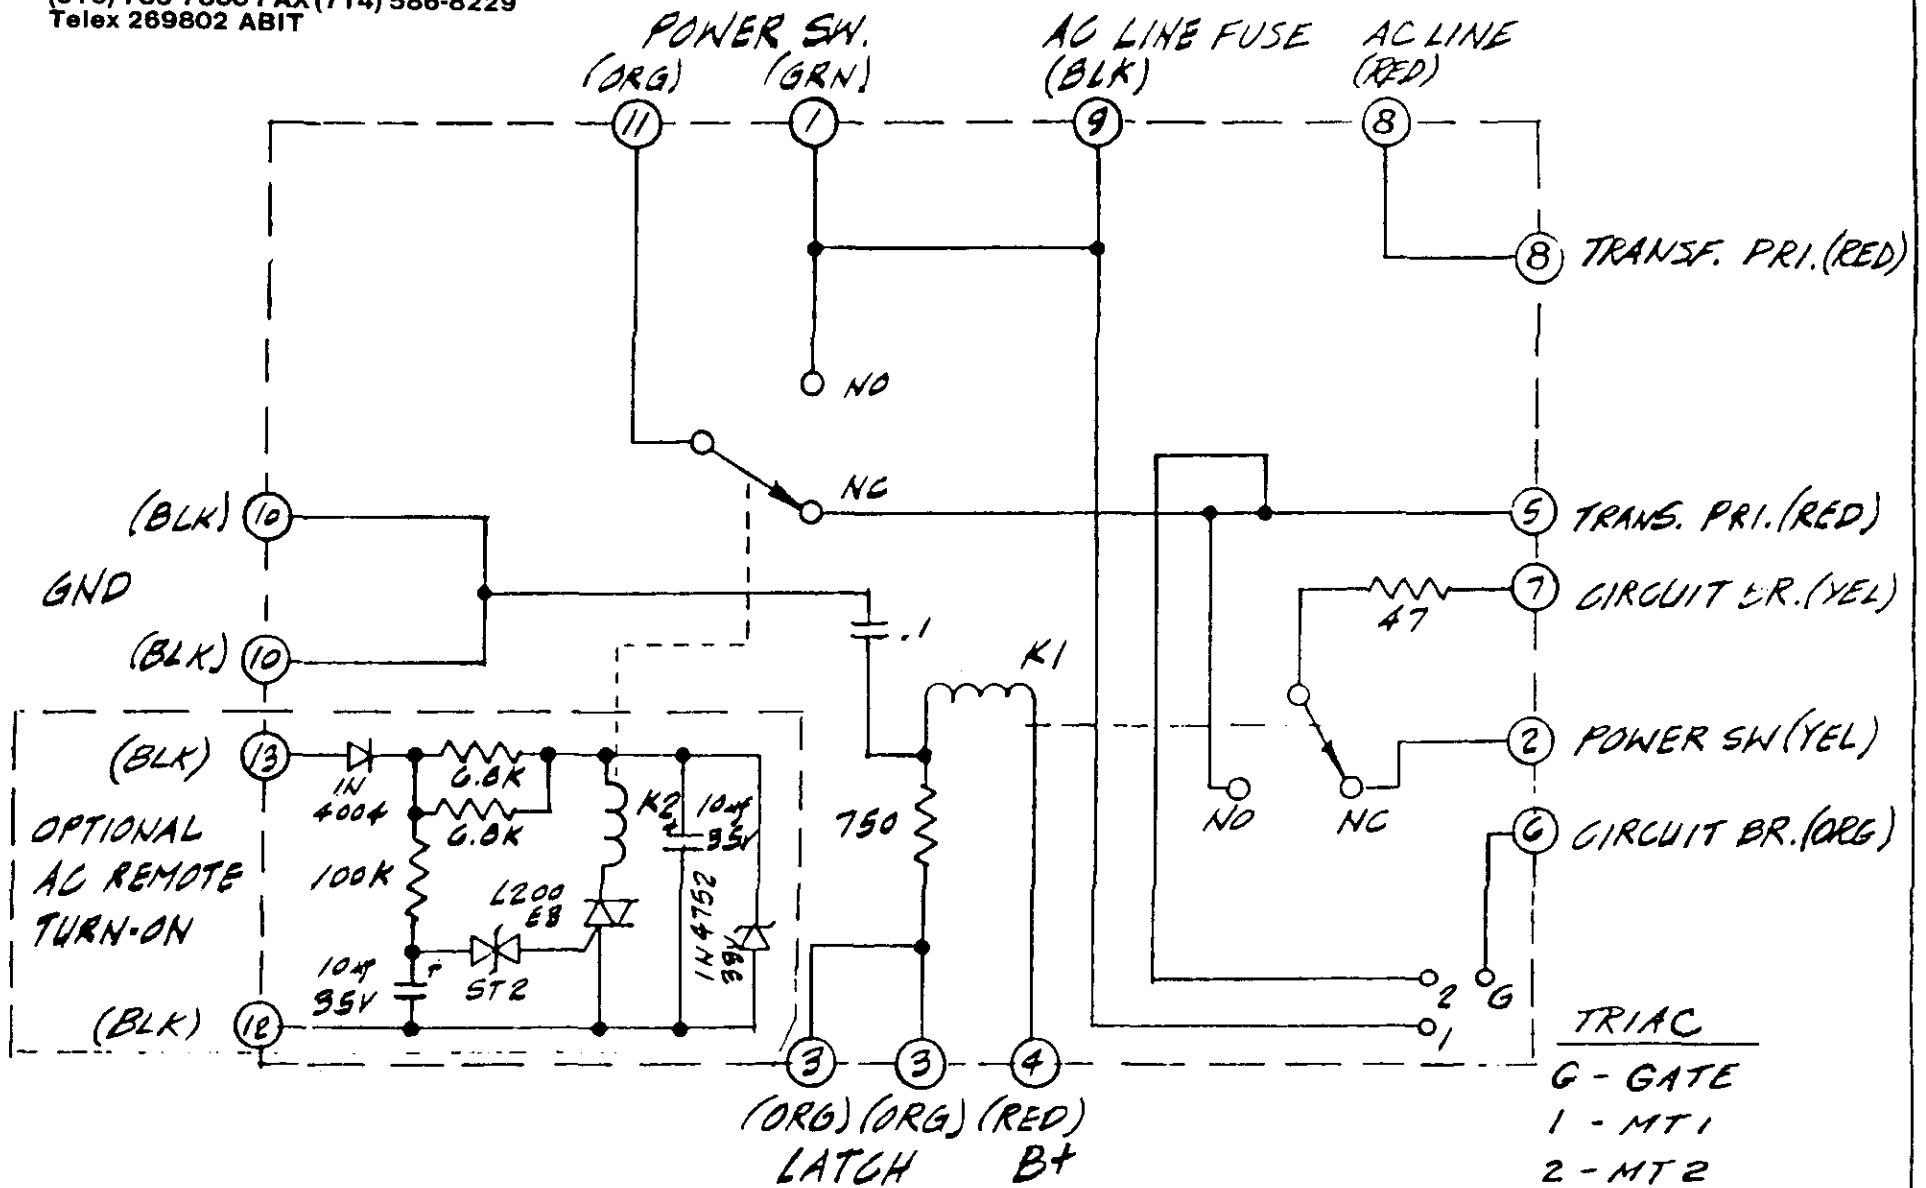 Telex 269802 ABIT
POWER SW.
AC LINE FUSE
AC LINE
(ORG)
(GRN)
(BLK)
(RED)
11
1
9
8
8
TRANSF. PRI.(RED)
NO
NC
(BLK)
10
5
TRANS. PRI.(RED)
GND
47
7
CIRCUIT BR.(YEL)
.1
(BLK)
10
K1
(BLK)
13
2
POWER SW(YEL)
1N
4004
6.8K
6.8K
K2
+
10µf
35V
750
NO
NC
6
CIRCUIT BR.(ORG)
OPTIONAL
AC REMOTE
TURN-ON
100K
L200
E8
1N4752
ST2
10µf
+
35V
2
G
1
(BLK)
12
3
3
4
(ORG)
(ORG)
(RED)
LATCH
B+
TRIAC
G - GATE
1 - MT1
2 - MT2